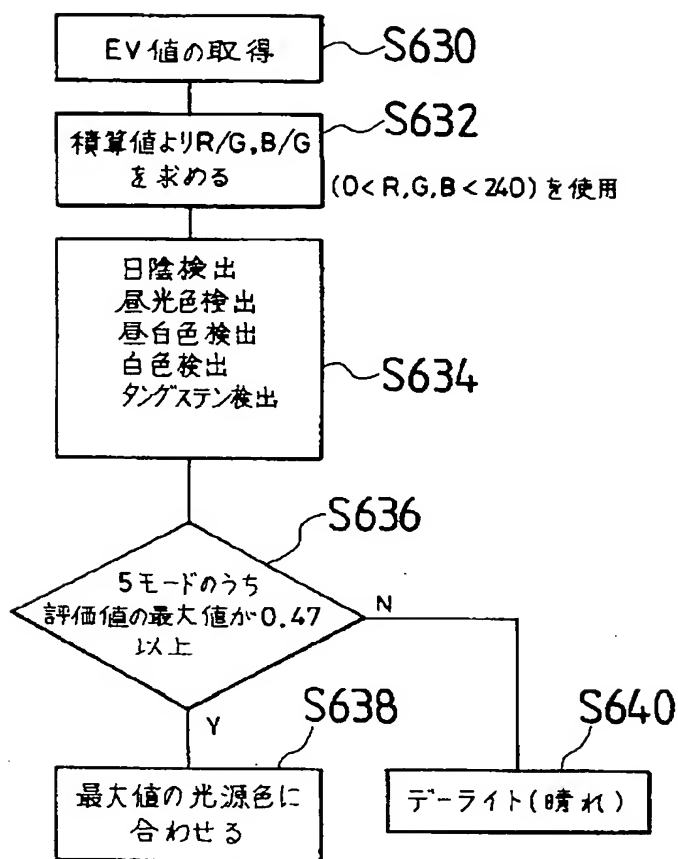 EV値の取得
S630
積算値よりR/G,B/G
を求める
S632
(0<R,G,B<240)を使用
日陰検出
昼光色検出
昼白色検出
白色検出
タングステン検出
S634
S636
5モードのうち
評価値の最大値が0.47
以上
N
Y
S638
最大値の光源色に
合わせる
S640
デーライト(晴れ)